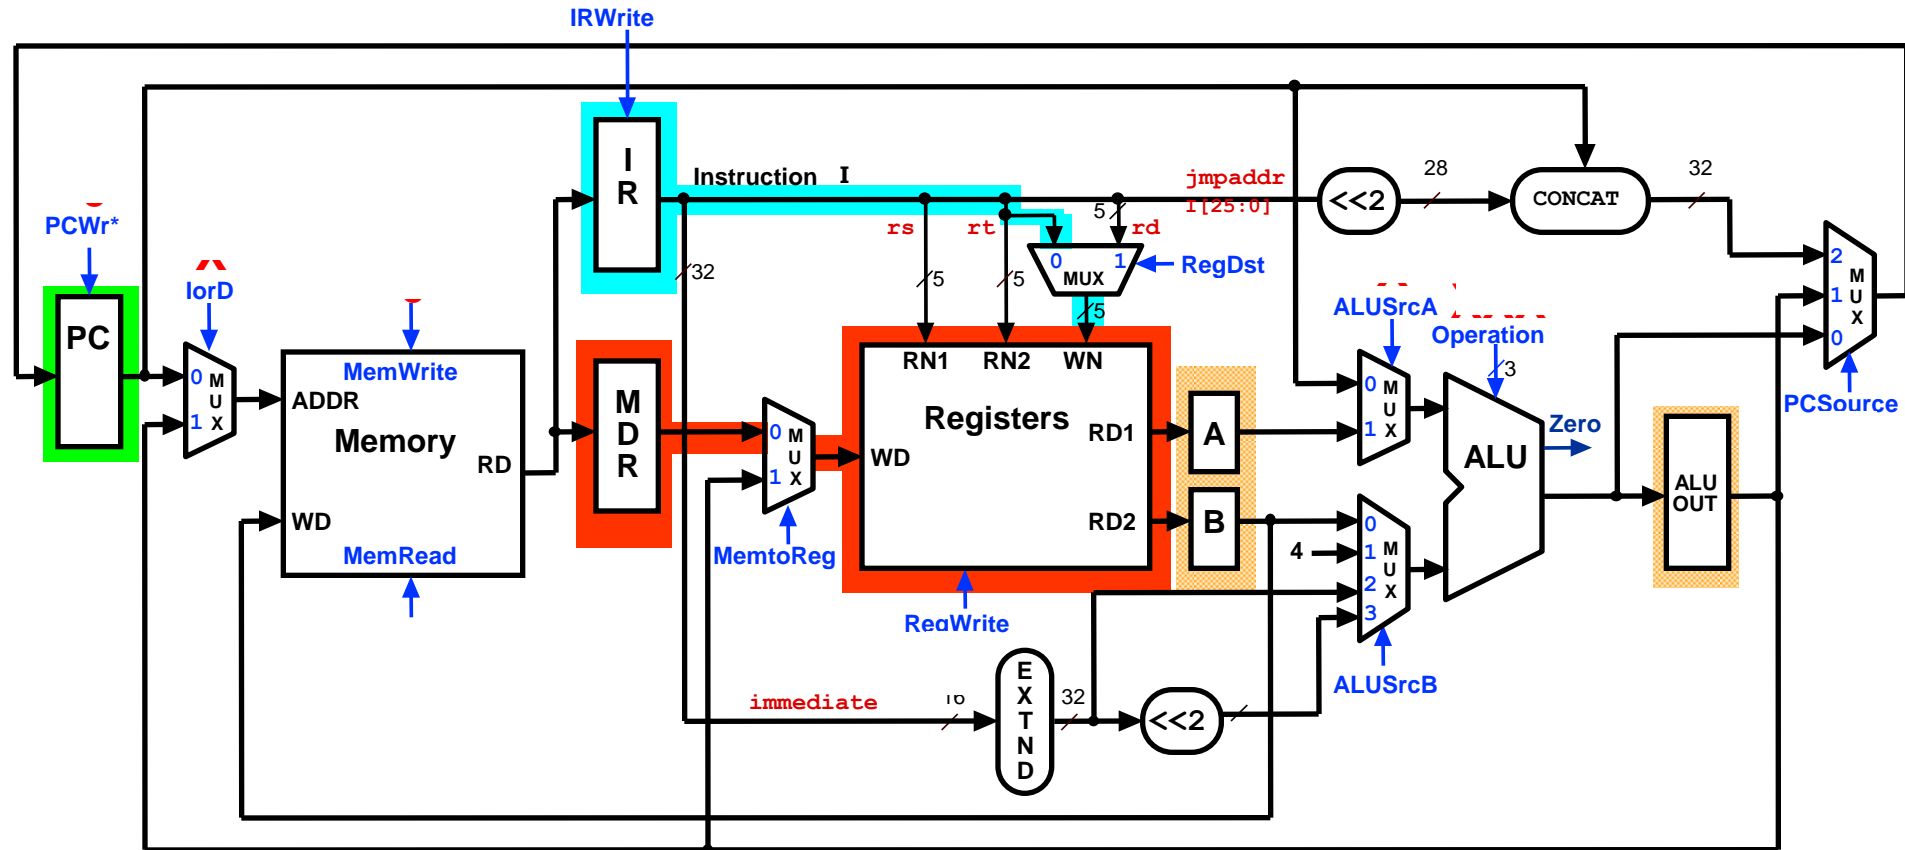 IRWrite
PCWr*
IorD
PC
0
1
M
U
X
MemWrite
ADDR
Memory
RD
WD
MemRead
I
R
Instruction I
32
M
D
R
0
1
M
U
X
MemtoReg
rs
rt
rd
5
5
5
5
0 1
MUX
RegDst
RN1 RN2 WN
Registers
WD
RD1
RD2
RegWrite
A
B
jmpaddr
I[25:0]
<<2
28
CONCAT
32
ALUSrcA
Operation
3
0
1
M
U
X
4
0
1
2
3
M
U
X
ALUSrcB
ALU
Zero
ALU
OUT
2
1
0
M
U
X
PCSource
immediate
16
E
X
T
N
D
32
<<2